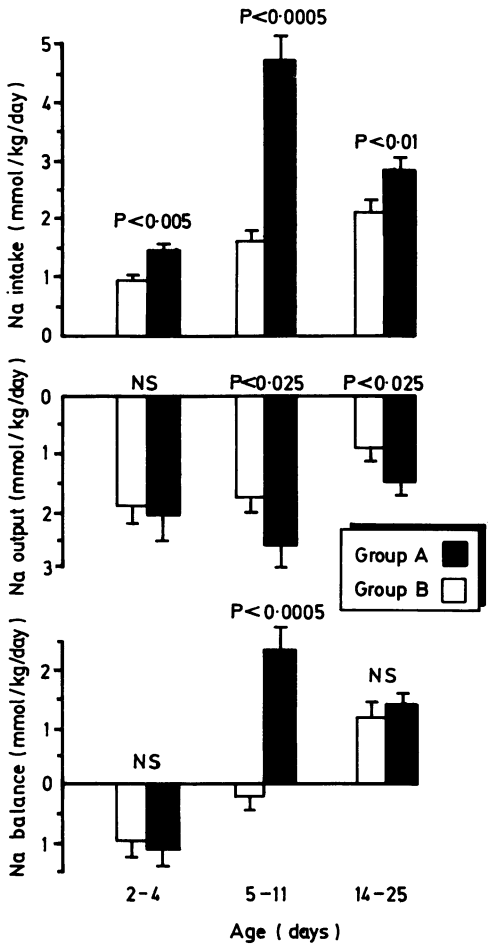 P<0·0005
5
4
3
2
1
0
Na intake (mmol/kg/day)
P<0·005
P<0·01
0
1
2
3
Na output (mmol/kg/day)
NS
P<0·025
P<0·025
Group A
Group B
P<0·0005
2
1
0
1
Na balance (mmol/kg/day)
NS
NS
2-4
5-11
14-25
Age (days)